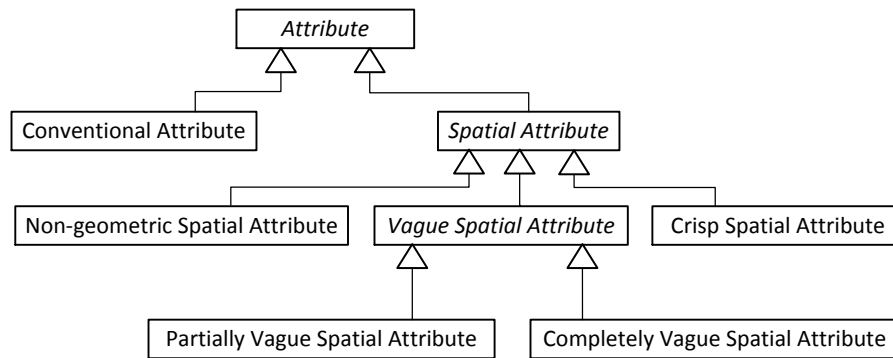 Attribute
Conventional Attribute
Spatial Attribute
Non-geometric Spatial Attribute
Vague Spatial Attribute
Crisp Spatial Attribute
Partially Vague Spatial Attribute
Completely Vague Spatial Attribute